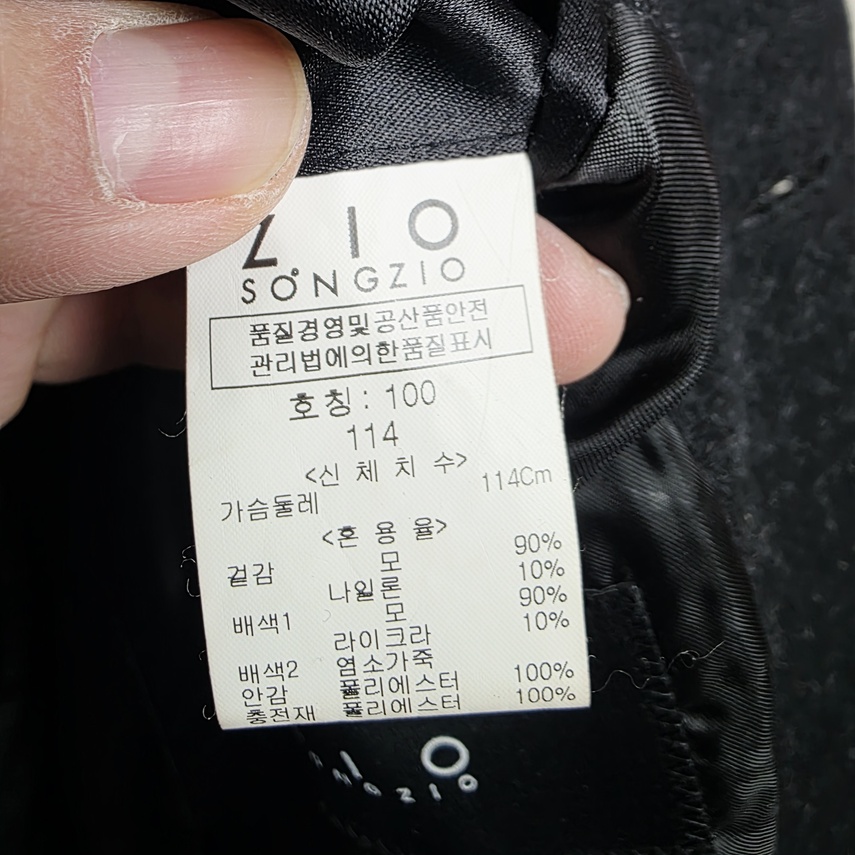 ZIO
SONGZIO
품질경영및공산품안전
관리법에의한품질표시
호칭: 100
114
<신 체 치 수>
가슴둘레 114Cm
<혼 용 율>
겉감 모 90%
나일론 10%
배색1 모 90%
라이크라 10%
배색2 염소가죽
안감 폴리에스터 100%
충전재 폴리에스터 100%
ZIO
SONGZIO